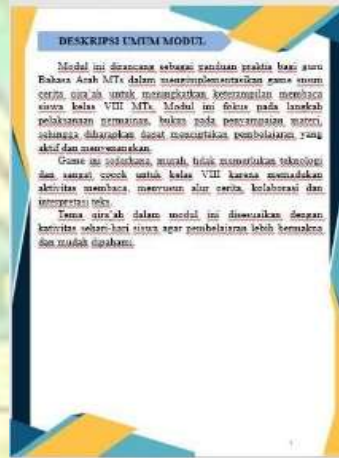 DESKRIPSI UMUM MODUL
Modul ini dirancang sebagai panduan praktis bagi guru
Bahasa Arab MTs dalam mengimplementasikan game susun
cerita qira'ah untuk meningkatkan keterampilan membaca
siswa kelas VIII MTs. Modul ini fokus pada langkah
pelaksanaan permainan, bukan pada penyampaian materi,
sehingga diharapkan dapat menciptakan pembelajaran yang
aktif dan menyenangkan.
Game ini sederhana, murah, tidak memerlukan teknologi
dan sangat cocok untuk kelas VIII karena memadukan
aktivitas membaca, menyusun alur cerita, kolaborasi dan
interpretasi teks.
Tema qira'ah dalam modul ini disesuaikan dengan
kativitas sehari-hari siswa agar pembelajaran lebih bermakna
dan mudah dipahami.